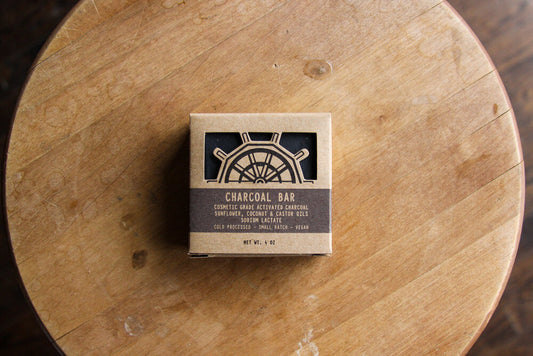 CHARCOAL BAR
COSMETIC GRADE ACTIVATED CHARCOAL
SUNFLOWER, COCONUT & CASTOR OILS
SODIUM LACTATE
COLD PROCESSED - SMALL BATCH - VEGAN
NET WT. 4 OZ